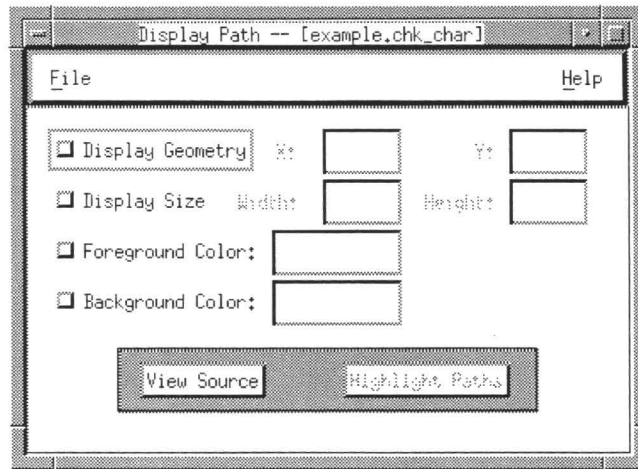 Display Path -- [example.chk_char]
File Help
Display Geometry X: Y:
Display Size Width: Height:
Foreground Color:
Background Color:
View Source Highlight Paths